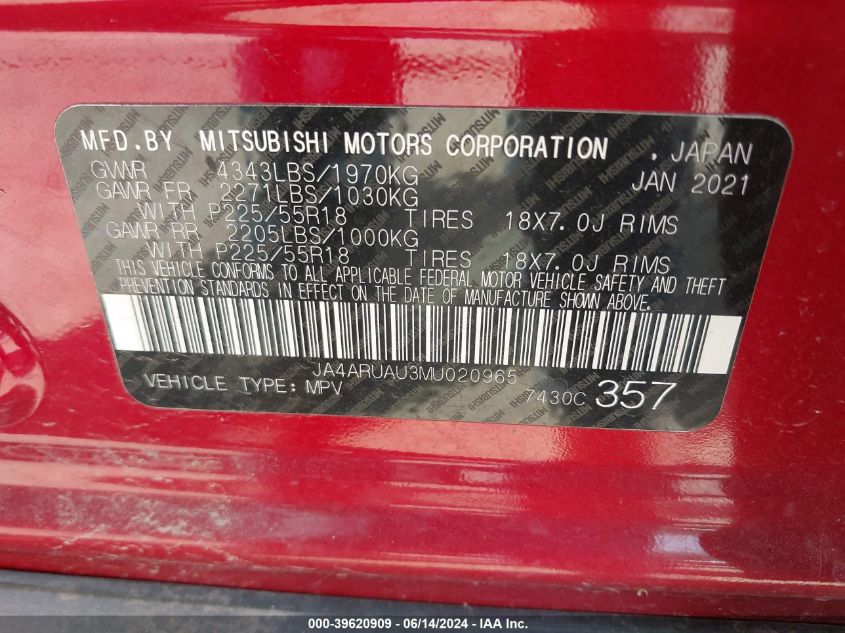 MFD.BY MITSUBISHI MOTORS CORPORATION . JAPAN
GVWR 4343LBS/1970KG JAN 2021
GAWR FR 2271LBS/1030KG
WITH P225/55R18 TIRES 18X7.0J RIMS
GAWR RR 2205LBS/1000KG
WITH P225/55R18 TIRES 18X7.0J RIMS
THIS VEHICLE CONFORMS TO ALL APPLICABLE FEDERAL MOTOR VEHICLE SAFETY AND THEFT
PREVENTION STANDARDS IN EFFECT ON THE DATE OF MANUFACTURE SHOWN ABOVE.
JA4ARUAU3MU020965
VEHICLE TYPE: MPV 7430C 357
000-39620909 / 06/14/2024 - IAA, Inc.